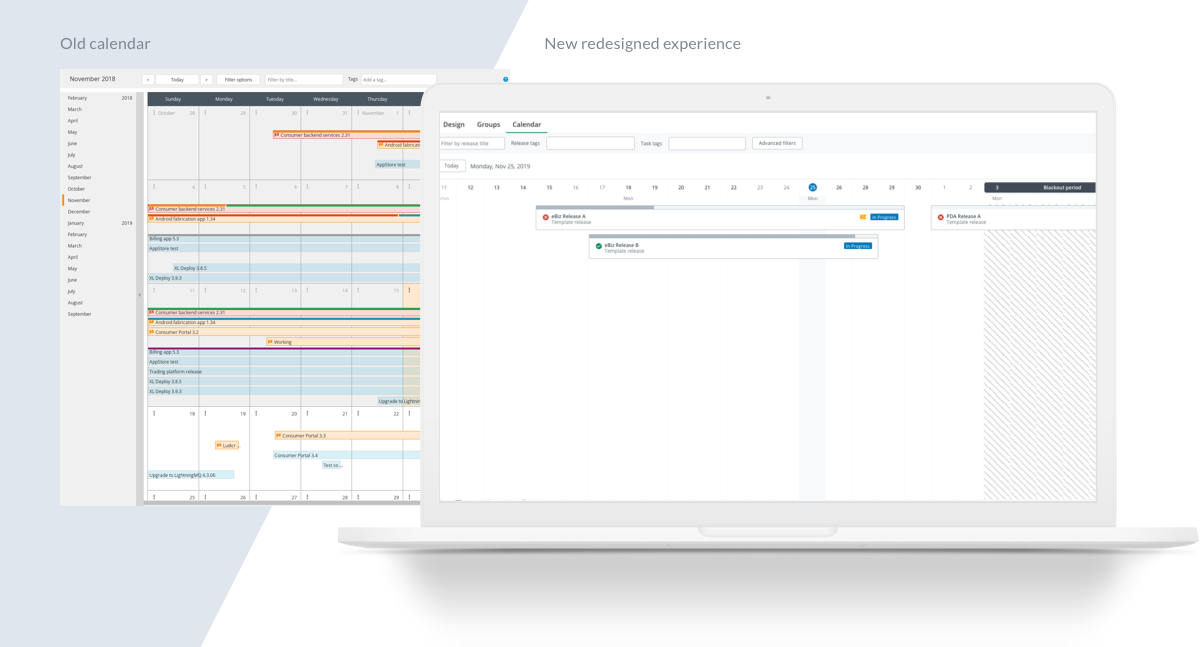 Old calendar
New redesigned experience
November 2018
«
Today
»
Filter options
Filter by title...
Tags
Add a tag...
February 2018
March
April
May
June
July
August
September
October
November
December
January 2019
February
March
April
May
June
July
August
September
Sunday Monday Tuesday Wednesday Thursday
October 28 29 30 31 November 1
Consumer backend services 2.31
Android fabricas
AppStore test
4 5 6 7 8
Consumer backend services 2.31
Android fabrication app 1.34
Billing app 5.3
AppStore test
XL Deploy 3.8.5
XL Deploy 3.9.3
11 12 13 14 15
Consumer backend services 2.31
Android fabrication app 1.34
Consumer Portal 3.2
Working
Billing app 5.3
AppStore test
Trading platform release
XL Deploy 3.8.5
XL Deploy 3.9.3
Upgrade to Lightnin
18 19 20 21 22
Consumer Portal 3.3
Ludicr...
Consumer Portal 3.4
Test so...
Upgrade to LightningMQ 4.3.06
25 26 27 28 29
Design Groups Calendar
Filter by release title
Release tags
Task tags
Advanced filters
Today Monday, Nov 25, 2019
11 12 13 14 15 16 17 18 19 20 21 22 23 24 25 26 27 28 29 30 1 2 3 Blackout period
Mon Mon Mon
eBiz Release A
Template release
In Progress
PDA Release A
Template release
eBiz Release B
Template release
In Progress